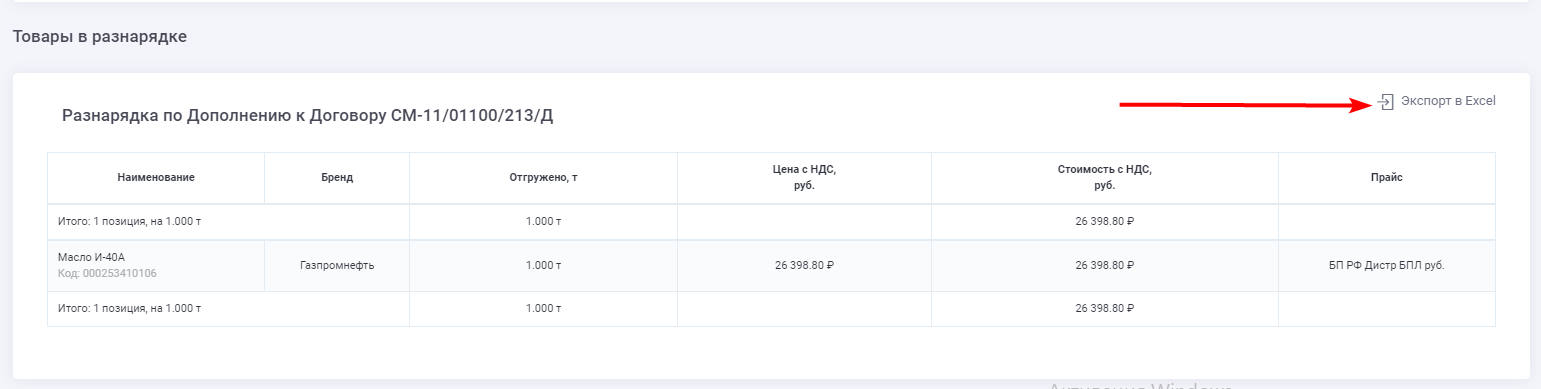 Товары в разнарядке
Экспорт в Excel
Разнарядка по Дополнению к Договору СМ-11/01100/213/Д
Наименование Бренд Отгружено, т Цена с НДС, Стоимость с НДС, Прайс
руб. руб.
Итого: 1 позиция, на 1.000 т 1.000 т 26 398.80 ₽
Масло И-40А
Код: 000253410106
Газпромнефть 1.000 т 26 398.80 ₽ 26 398.80 ₽ БП РФ Дистр БПЛ руб.
Итого: 1 позиция, на 1.000 т 1.000 т 26 398.80 ₽